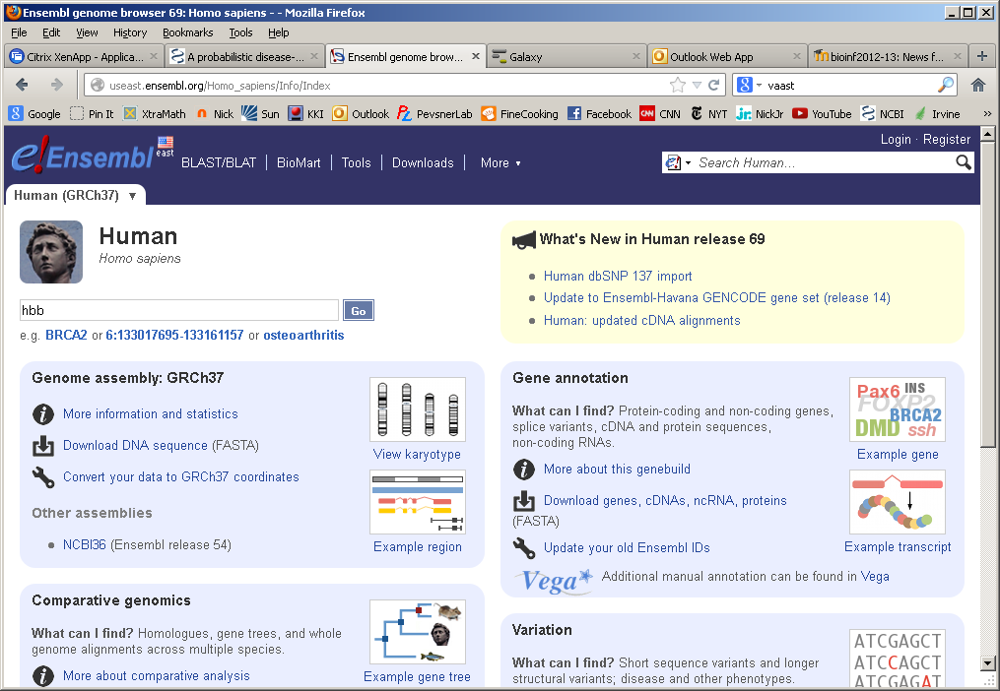 Ensembl genome browser 69: Homo sapiens - - Mozilla Firefox
File Edit View History Bookmarks Tools Help
Citrix XenApp - Applica... A probabilistic disease-... Ensembl genome brow... Galaxy Outlook Web App bioinf2012-13: News f...
useast.ensembl.org/Homo_sapiens/Info/Index vaast
Google Pin It XtraMath Nick Sun KKI Outlook PevsnerLab FineCooking Facebook CNN NYT NickJr YouTube NCBI Irvine »
Login · Register
e!Ensembl east BLAST/BLAT BioMart Tools Downloads More Search Human...
Human (GRCh37)
Human
Homo sapiens
hbb Go
e.g. BRCA2 or 6:133017695-133161157 or osteoarthritis
What's New in Human release 69
Human dbSNP 137 import
Update to Ensembl-Havana GENCODE gene set (release 14)
Human: updated cDNA alignments
Genome assembly: GRCh37
More information and statistics
Download DNA sequence (FASTA)
Convert your data to GRCh37 coordinates
Other assemblies
NCBI36 (Ensembl release 54)
View karyotype
Example region
Gene annotation
What can I find? Protein-coding and non-coding genes,
splice variants, cDNA and protein sequences,
non-coding RNAs.
More about this genebuild
Download genes, cDNAs, ncRNA, proteins
(FASTA)
Update your old Ensembl IDs
Vega Additional manual annotation can be found in Vega
Pax6 INS
FOXP2
BRCA2
DMD ssh
Example gene
Example transcript
Comparative genomics
What can I find? Homologues, gene trees, and whole
genome alignments across multiple species.
More about comparative analysis
Example gene tree
Variation
What can I find? Short sequence variants and longer
structural variants; disease and other phenotypes.
ATCGAGCT
ATCCAGCT
ATCGAGAT